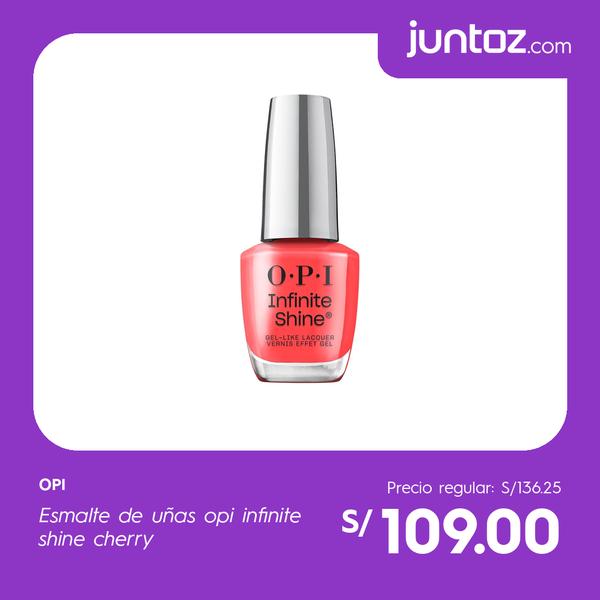 juntoz.com
O·P·I
Infinite
Shine®
GEL-LIKE LACQUER
VERNIS EFFET GEL
OPI
Esmalte de uñas opi infinite
shine cherry
Precio regular: S/136.25
S/109.00